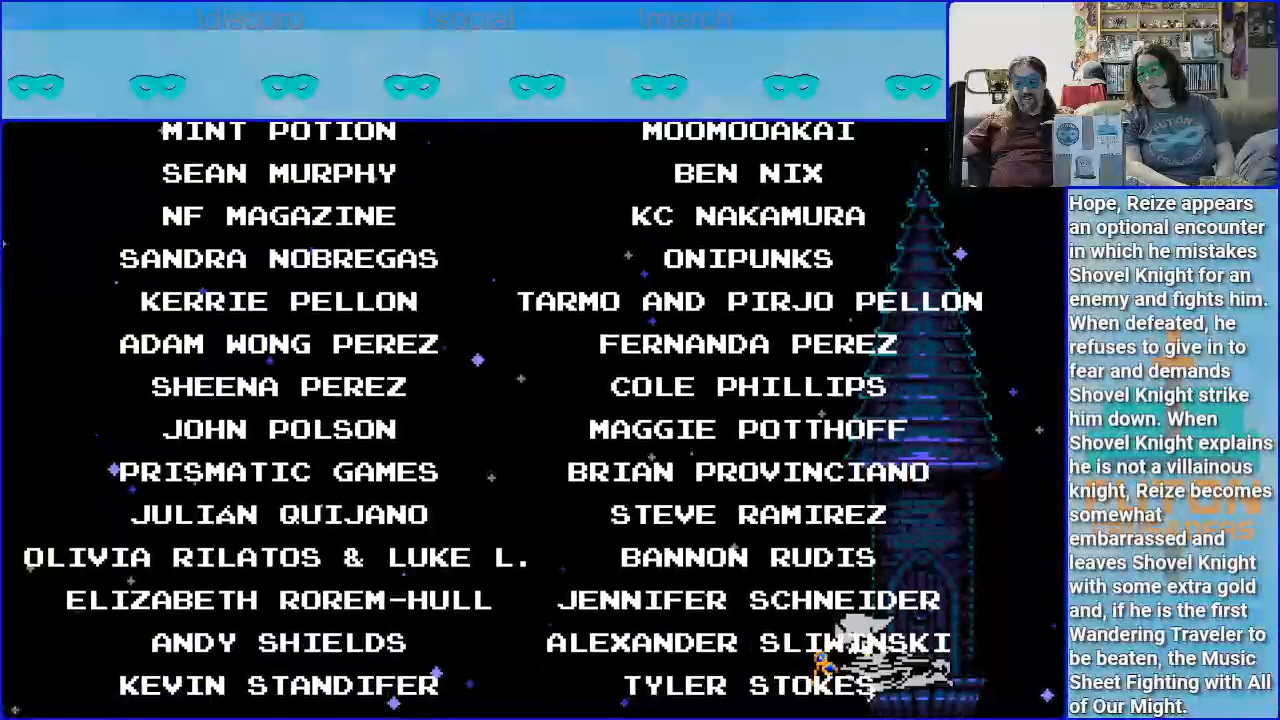 !discord !social !merch
MINT POTION MOOMOOAKAI
SEAN MURPHY BEN NIX
NF MAGAZINE KC NAKAMURA
SANDRA NOBREGAS ONIPUNKS
KERRIE PELLON TARMO AND PIRJO PELLON
ADAM WONG PEREZ FERNANDA PEREZ
SHEENA PEREZ COLE PHILLIPS
JOHN POLSON MAGGIE POTTHOFF
PRISMATIC GAMES BRIAN PROVINCIANO
JULIáN QUIJANO STEVE RAMIREZ
OLIVIA RILATOS & LUKE L. BANNON RUDIS
ELIZABETH ROREM-HULL JENNIFER SCHNEIDER
ANDY SHIELDS ALEXANDER SLIWINSKI
KEVIN STANDIFER TYLER STOKES
Hope, Reize appears
an optional encounter
in which he mistakes
Shovel Knight for an
enemy and fights him.
When defeated, he
refuses to give in to
fear and demands
Shovel Knight strike
him down. When
Shovel Knight explains
he is not a villainous
knight, Reize becomes
somewhat
embarrassed and
leaves Shovel Knight
with some extra gold
and, if he is the first
Wandering Traveler to
be beaten, the Music
Sheet Fighting with All
of Our Might.